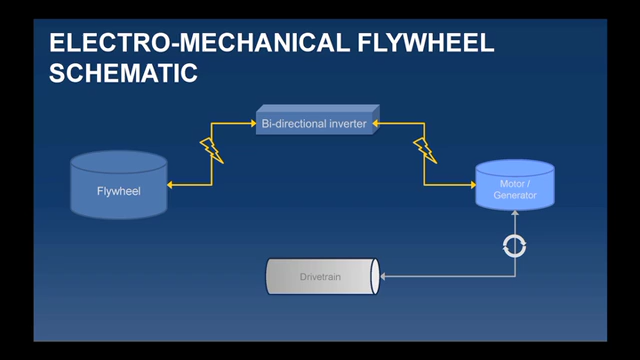 ELECTRO-MECHANICAL FLYWHEEL
SCHEMATIC
Bi-directional inverter
Flywheel
Motor /
Generator
Drivetrain